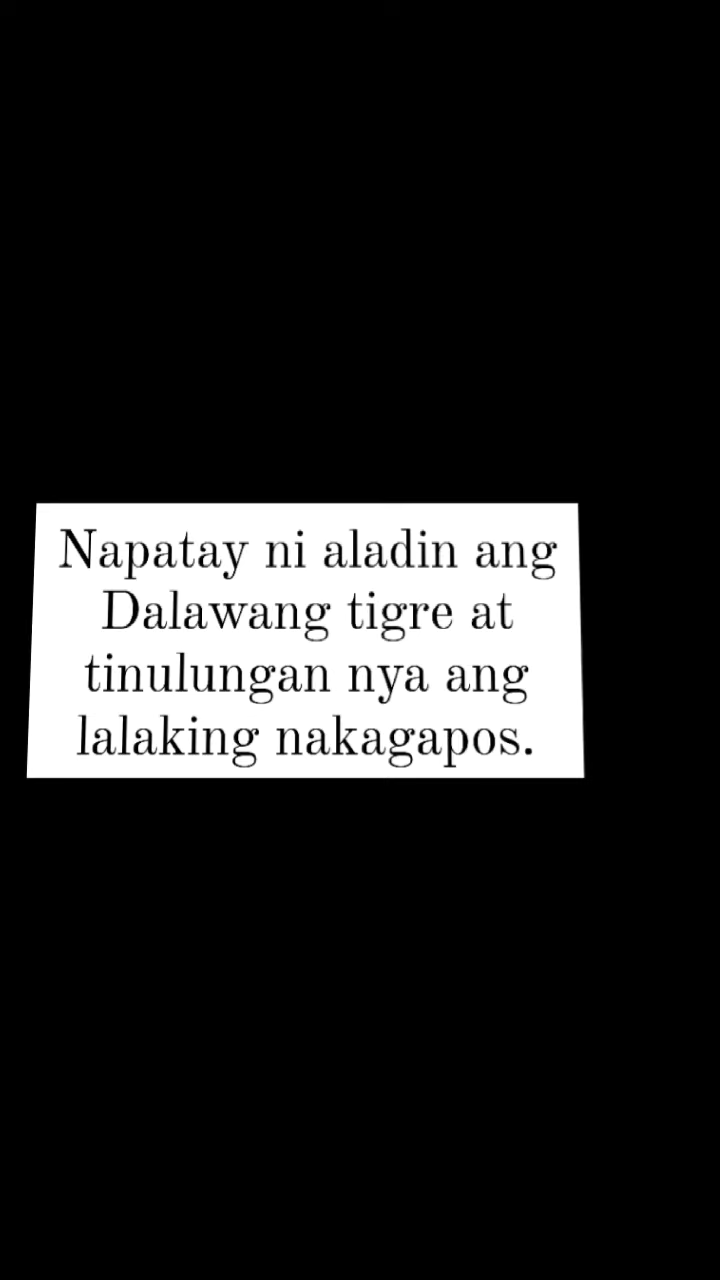 Napatay ni aladin ang
Dalawang tigre at
tinulungan nya ang
lalaking nakagapos.